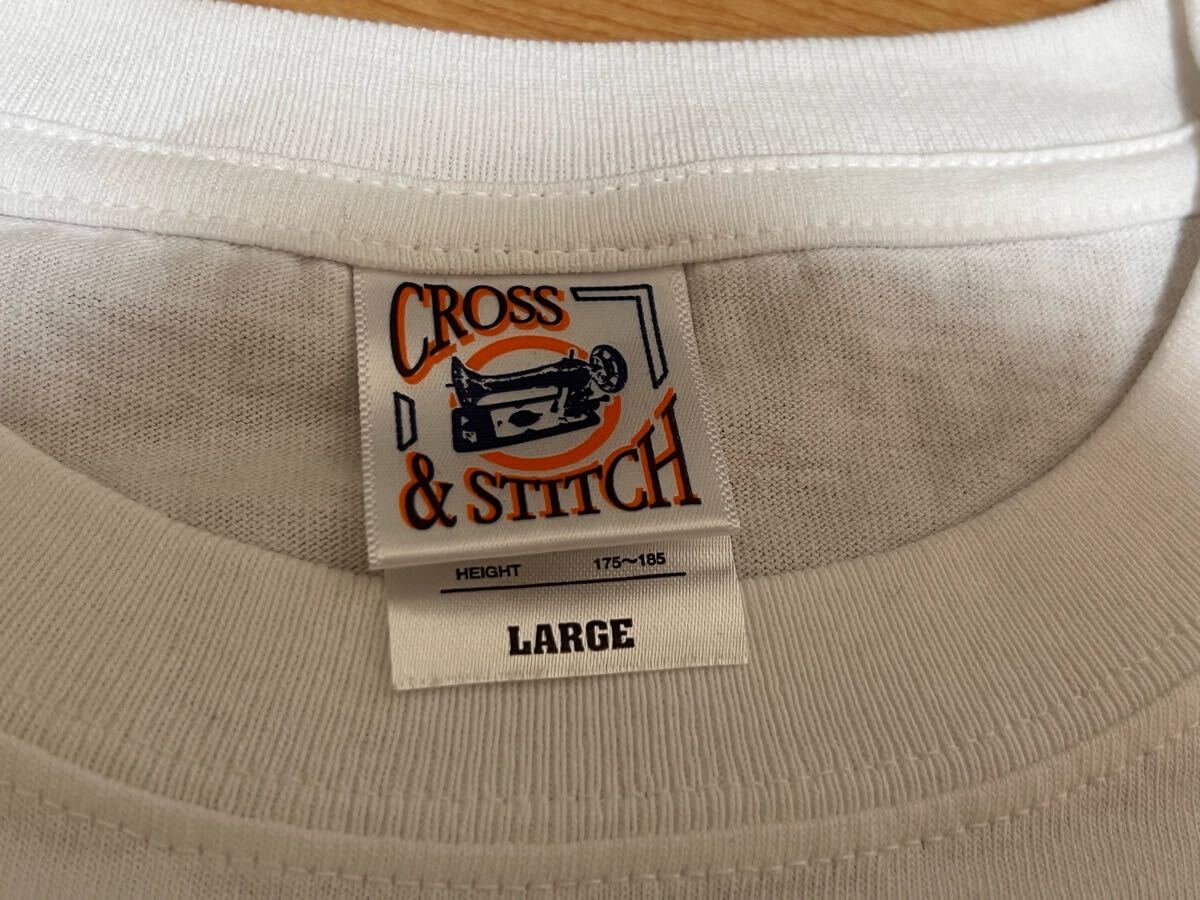 CROSS
& STITCH
HEIGHT 175〜185
LARGE